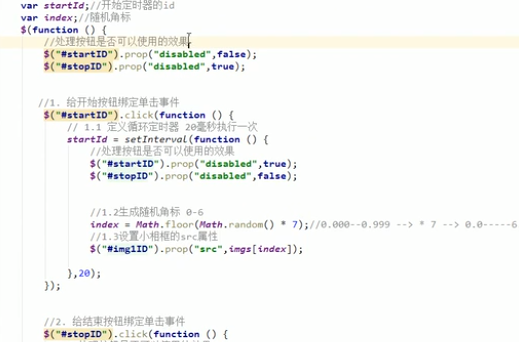 var startId;//开始定时器的id
var index;//随机角标
$(function () {
//处理按钮是否可以使用的效果
$("#startID").prop("disabled",false);
$("#stopID").prop("disabled",true);
//1. 给开始按钮绑定单击事件
$("#startID").click(function () {
// 1.1 定义循环定时器 20毫秒执行一次
startId = setInterval(function () {
//处理按钮是否可以使用的效果
$("#startID").prop("disabled",true);
$("#stopID").prop("disabled",false);
//1.2生成随机角标 0-6
index = Math.floor(Math.random() * 7);//0.000--0.999 --> * 7 --> 0.0-----6
//1.3设置小相框的src属性
$("#img1ID").prop("src",imgs[index]);
},20);
});
//2. 给结束按钮绑定单击事件
$("#stopID").click(function () {